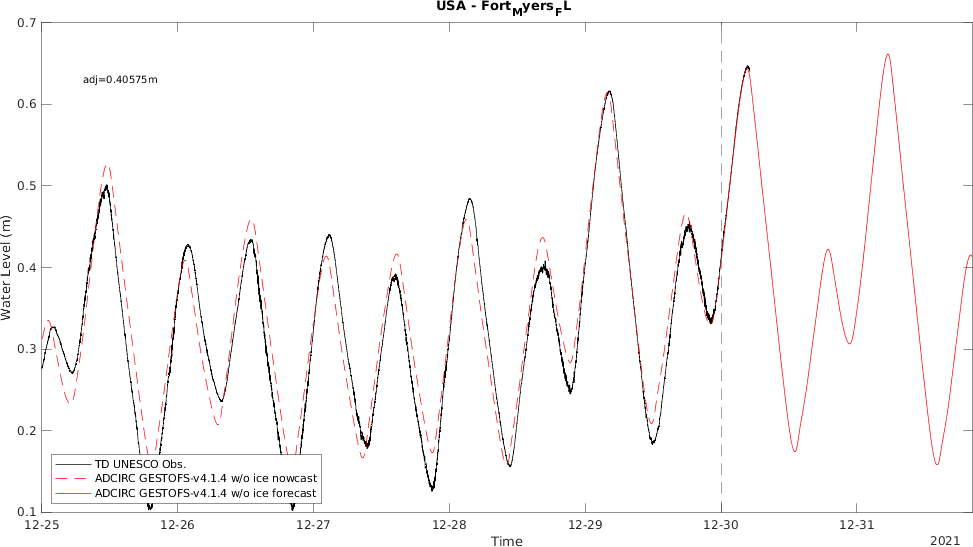 USA - Fort_Myers_FL
0.7
adj=0.40575m
0.6
0.5
0.4
0.3
0.2
0.1
Water Level (m)
TD UNESCO Obs.
ADCIRC GESTOFS-v4.1.4 w/o ice nowcast
ADCIRC GESTOFS-v4.1.4 w/o ice forecast
12-25 12-26 12-27 12-28 12-29 12-30 12-31
Time
2021